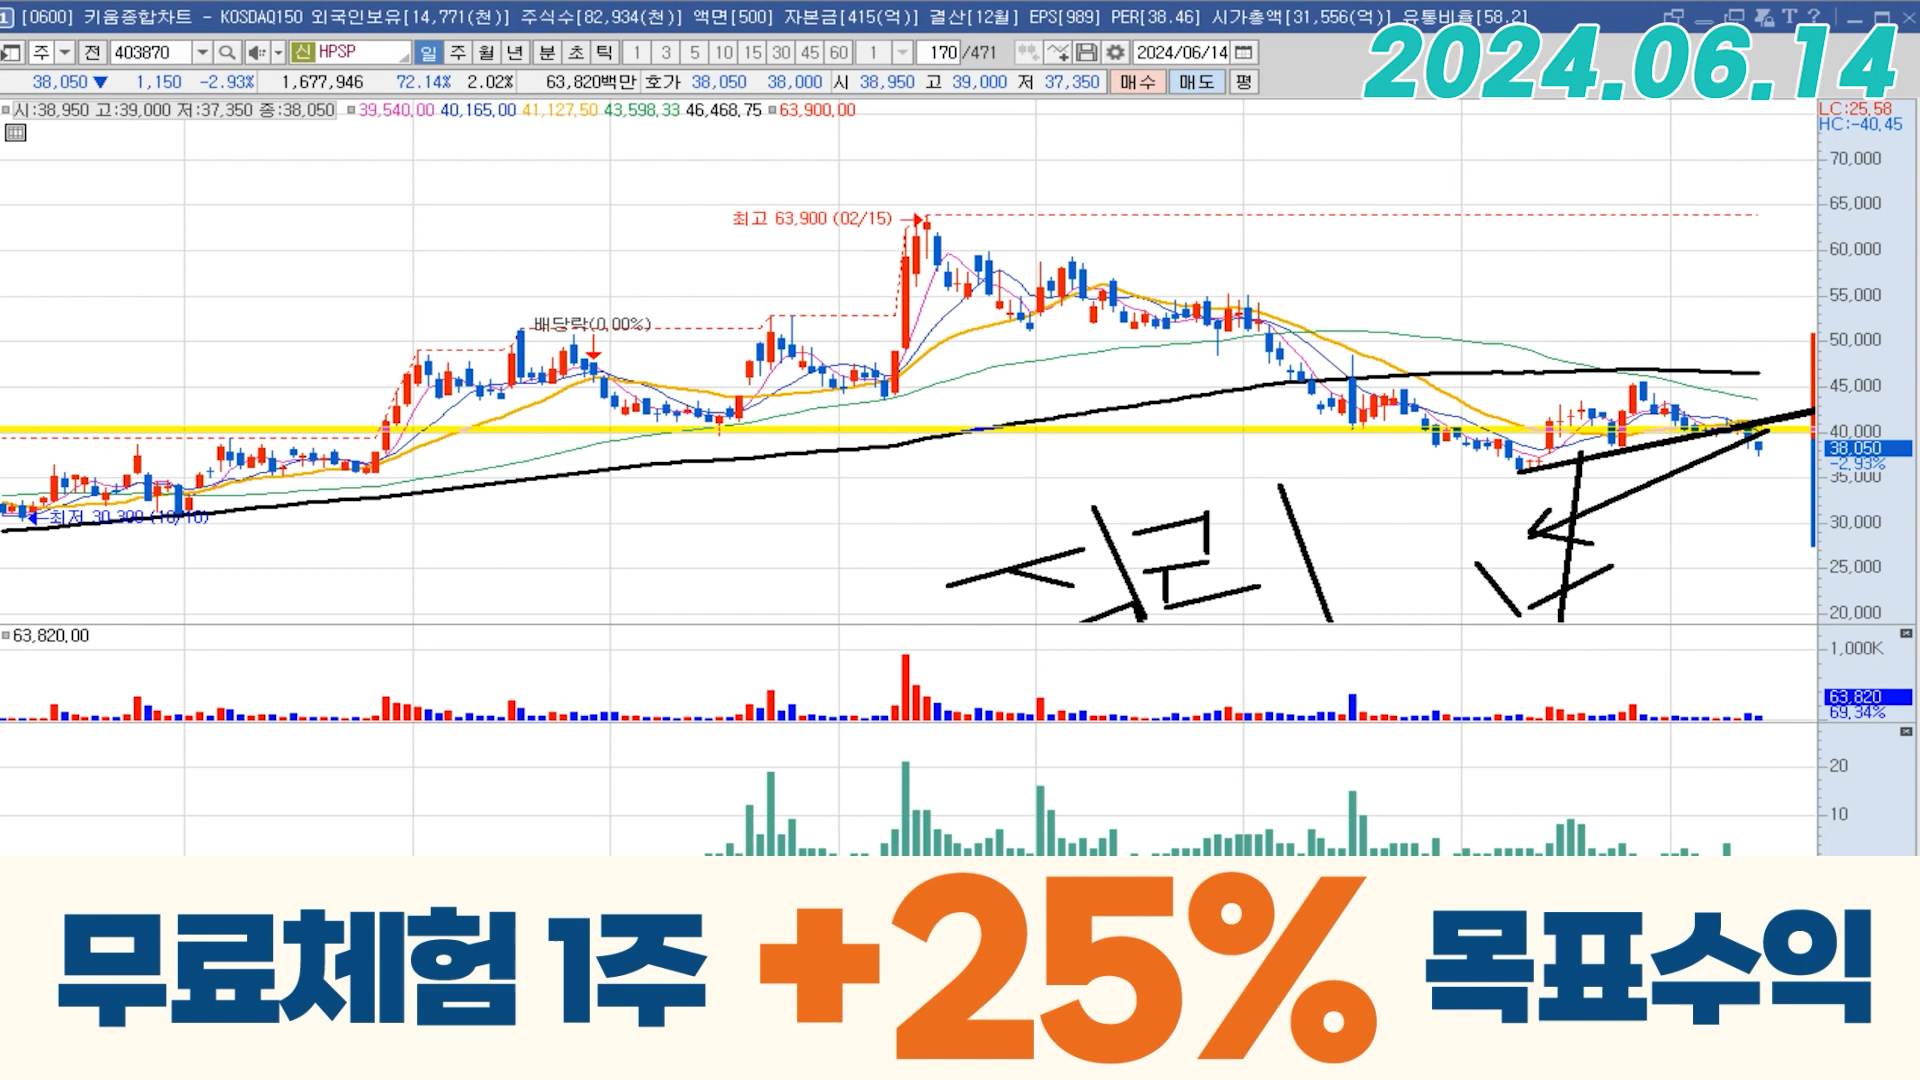 [0600] 키움종합차트 - KOSDAQ150 외국인보유[14,771(천)] 주식수[82,934(천)] 액면[500] 자본금[415(억)] 결산[12월] EPS[989] PER[38.46] 시가총액[31,556(억)] 유통비율[58.2]
2024.06.14
주 전 403870 신 HPSP 일 주 월 년 분 초 틱 1 3 5 10 15 30 45 60 1 170 /471 2024/06/14
38,050 ▼ 1,150 -2.93% 1,677,946 72.14% 2.02% 63,820백만 호가 38,050 38,000 시 38,950 고 39,000 저 37,350 매수 매도 평
시:38,950 고:39,000 저:37,350 종:38,050 39,540.00 40,165.00 41,127.50 43,598.33 46,468.75 63,900.00
LC:25.58
HC:-40.45
70,000
65,000
최고 63,900 (02/15)
60,000
55,000
배당락(0.00%)
50,000
45,000
40,000
38,050
-2.93%
35,000
최저 30,300 (10/10)
30,000
25,000
20,000
63,820.00
1,000K
63,820
69.34%
20
10
무료체험 1주 +25% 목표수익